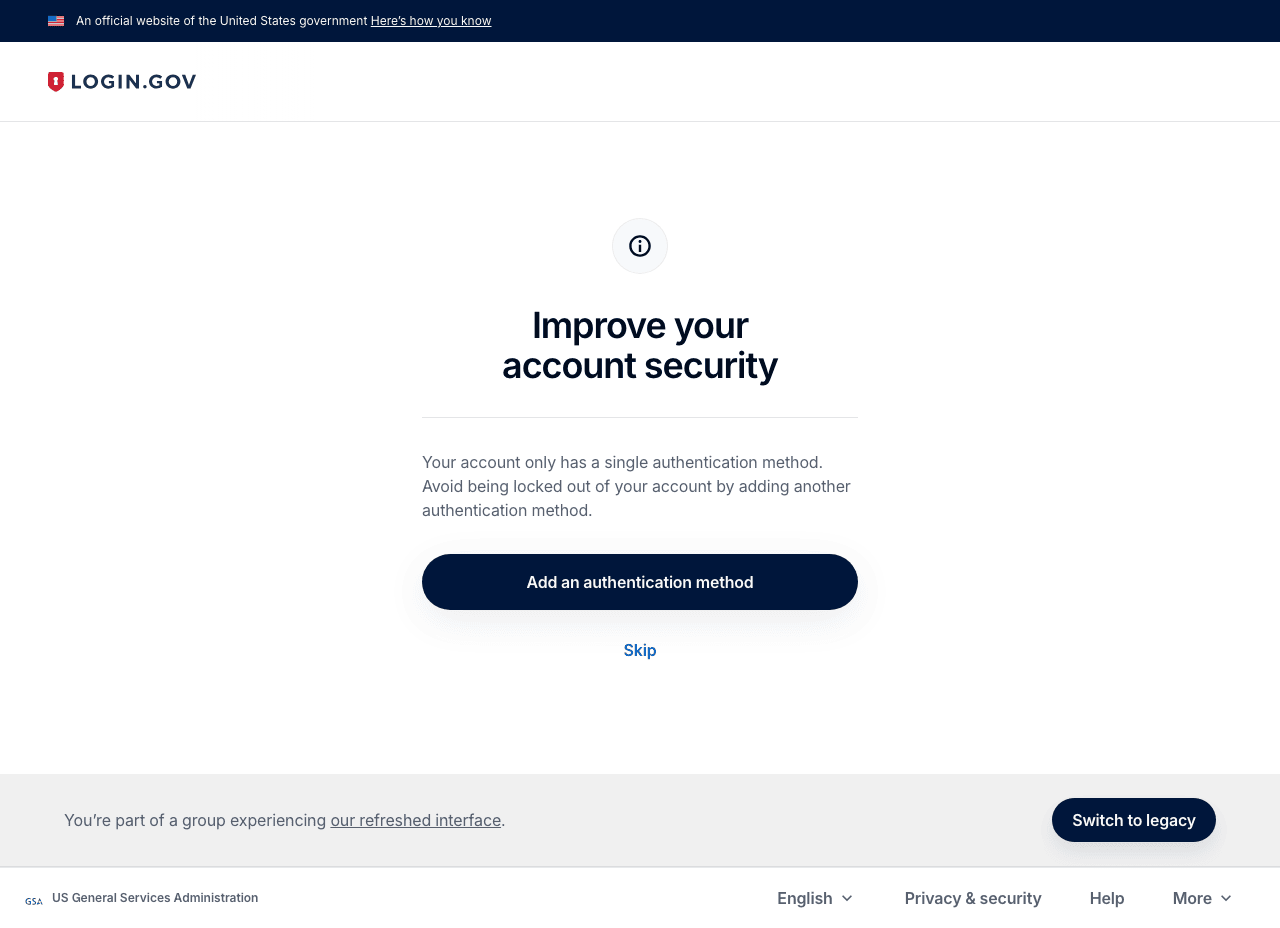 An official website of the United States government Here’s how you know
LOGIN.GOV
Improve your
account security
Your account only has a single authentication method.
Avoid being locked out of your account by adding another
authentication method.
Add an authentication method
Skip
You’re part of a group experiencing our refreshed interface.
Switch to legacy
GSA US General Services Administration
English
Privacy & security
Help
More